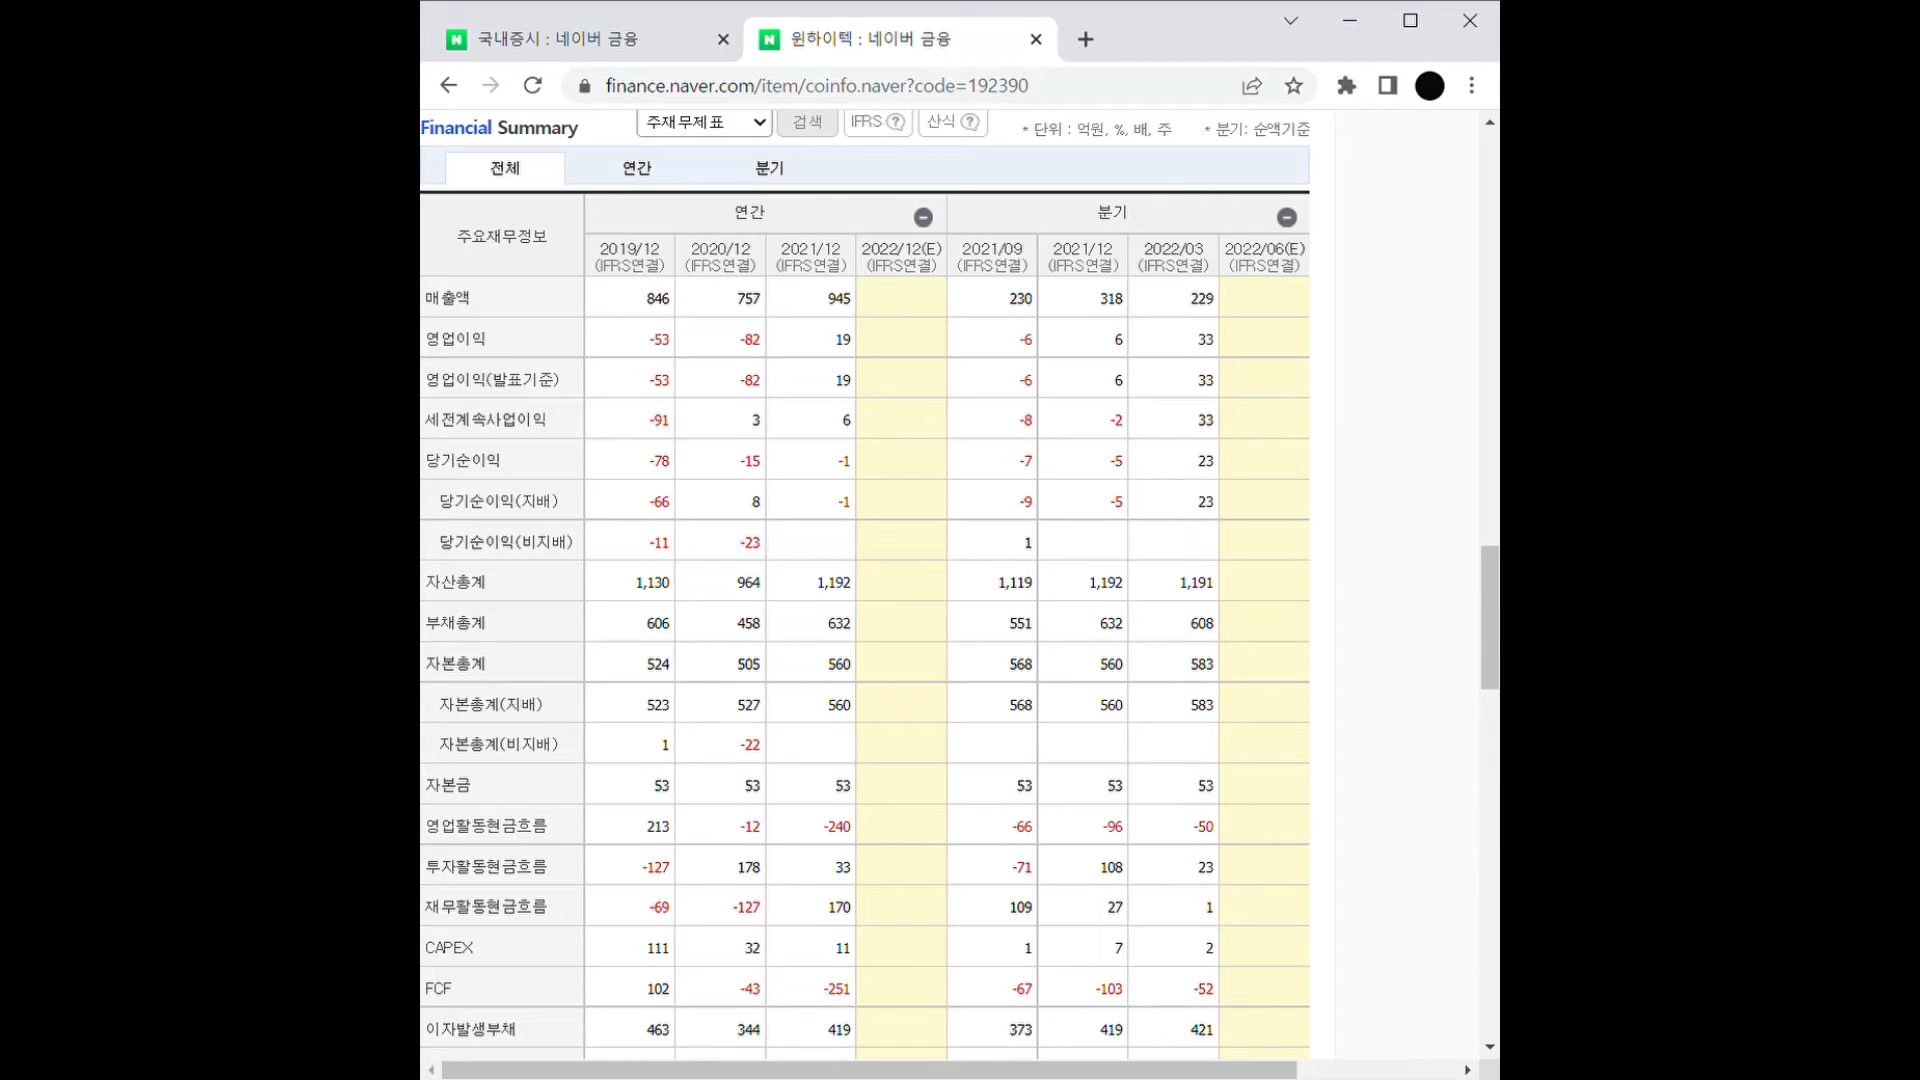 국내증시 : 네이버 금융
윈하이텍 : 네이버 금융
finance.naver.com/item/coinfo.naver?code=192390
Financial Summary 주재무제표 검색 IFRS ? 산식 ? * 단위 : 억원, %, 배, 주 * 분기: 순액기준
전체 연간 분기
주요재무정보 연간 분기
2019/12 2020/12 2021/12 2022/12(E) 2021/09 2021/12 2022/03 2022/06(E)
(IFRS연결) (IFRS연결) (IFRS연결) (IFRS연결) (IFRS연결) (IFRS연결) (IFRS연결) (IFRS연결)
매출액 846 757 945 230 318 229
영업이익 -53 -82 19 -6 6 33
영업이익(발표기준) -53 -82 19 -6 6 33
세전계속사업이익 -91 3 6 -8 -2 33
당기순이익 -78 -15 -1 -7 -5 23
당기순이익(지배) -66 8 -1 -9 -5 23
당기순이익(비지배) -11 -23 1
자산총계 1,130 964 1,192 1,119 1,192 1,191
부채총계 606 458 632 551 632 608
자본총계 524 505 560 568 560 583
자본총계(지배) 523 527 560 568 560 583
자본총계(비지배) 1 -22
자본금 53 53 53 53 53 53
영업활동현금흐름 213 -12 -240 -66 -96 -50
투자활동현금흐름 -127 178 33 -71 108 23
재무활동현금흐름 -69 -127 170 109 27 1
CAPEX 111 32 11 1 7 2
FCF 102 -43 -251 -67 -103 -52
이자발생부채 463 344 419 373 419 421